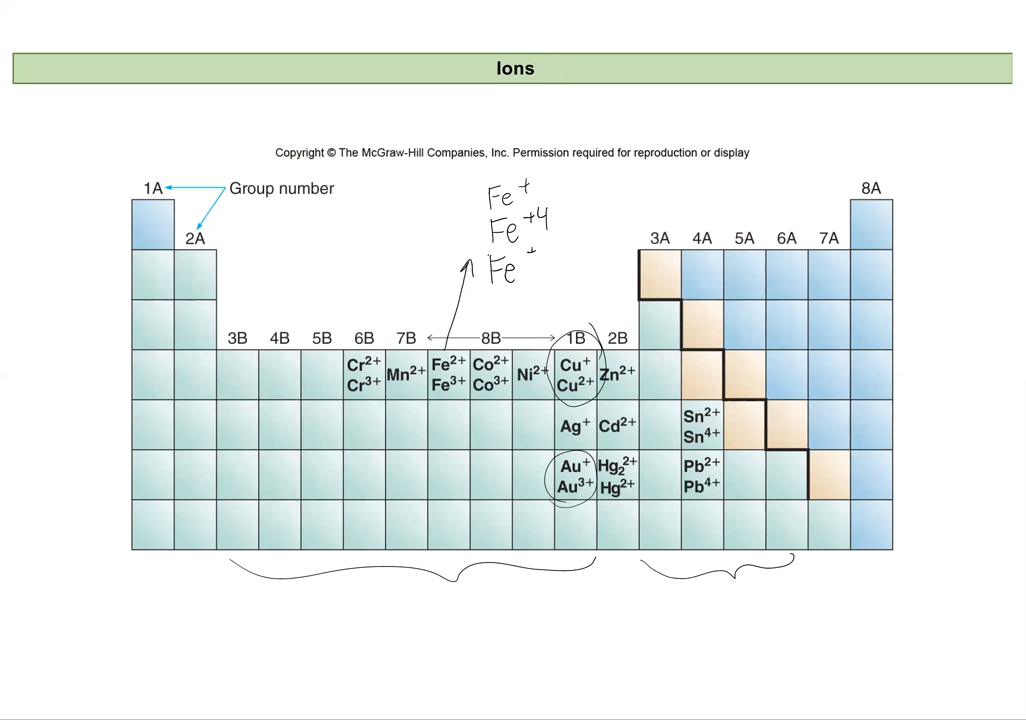 Ions
Copyright © The McGraw-Hill Companies, Inc. Permission required for reproduction or display
1A
Group number
8A
Fe⁺
Fe⁺⁴
Fe⁺
2A
3A 4A 5A 6A 7A
3B 4B 5B 6B 7B 8B 1B 2B
Cr²⁺ Mn²⁺ Fe²⁺ Co²⁺ Ni²⁺ Cu⁺ Zn²⁺
Cr³⁺ Fe³⁺ Co³⁺ Cu²⁺
Ag⁺ Cd²⁺ Sn²⁺
Sn⁴⁺
Au⁺ Hg₂²⁺ Pb²⁺
Au³⁺ Hg²⁺ Pb⁴⁺